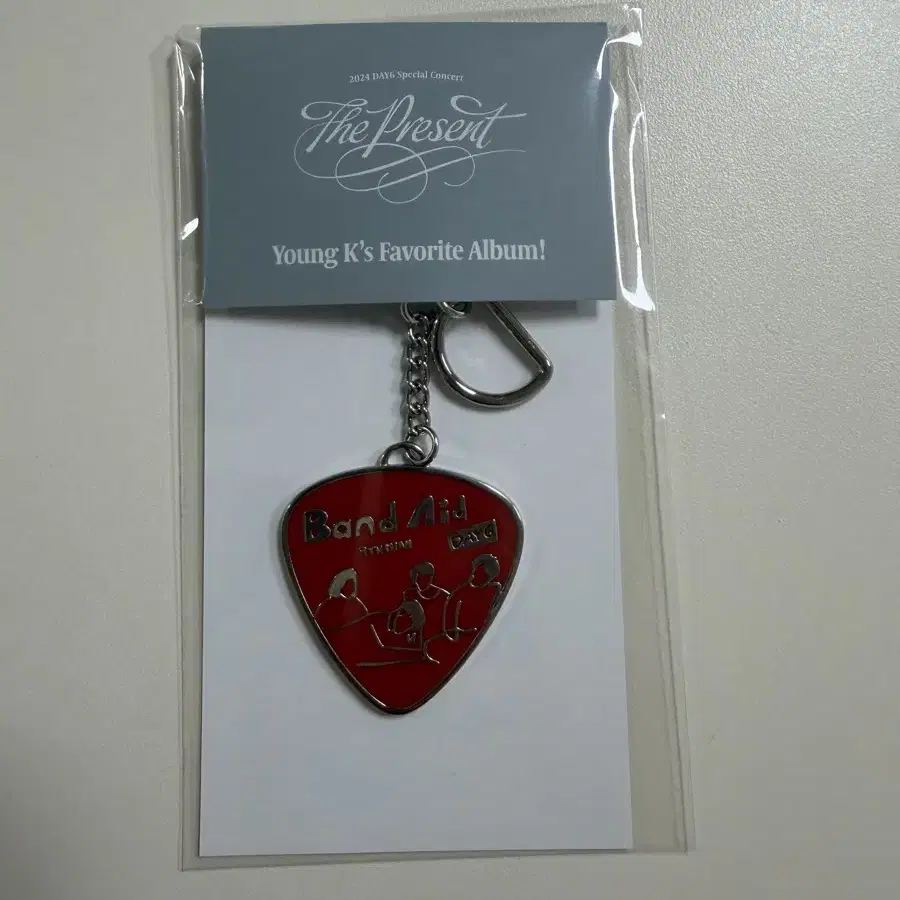 2024 DAY6 Special Concert
The Present
Young K's Favorite Album!
Band Aid
DAY6